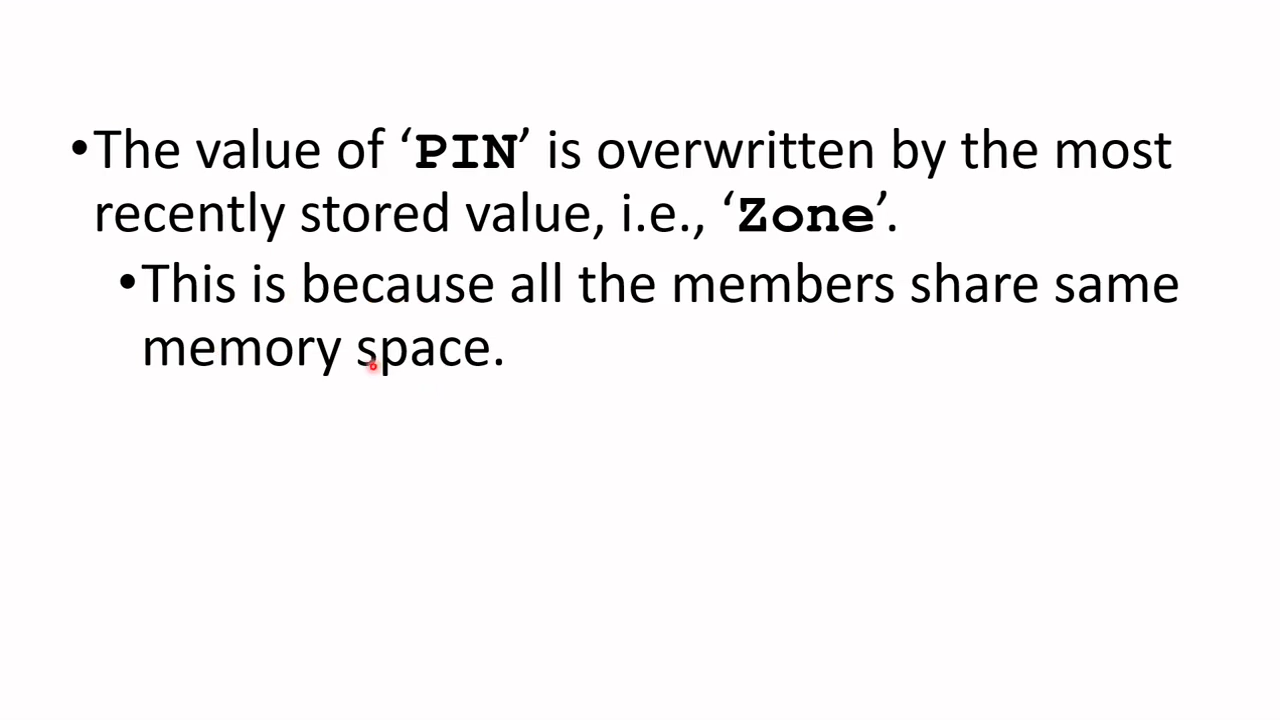 •The value of ‘PIN’ is overwritten by the most
recently stored value, i.e., ‘Zone’.
•This is because all the members share same
memory space.